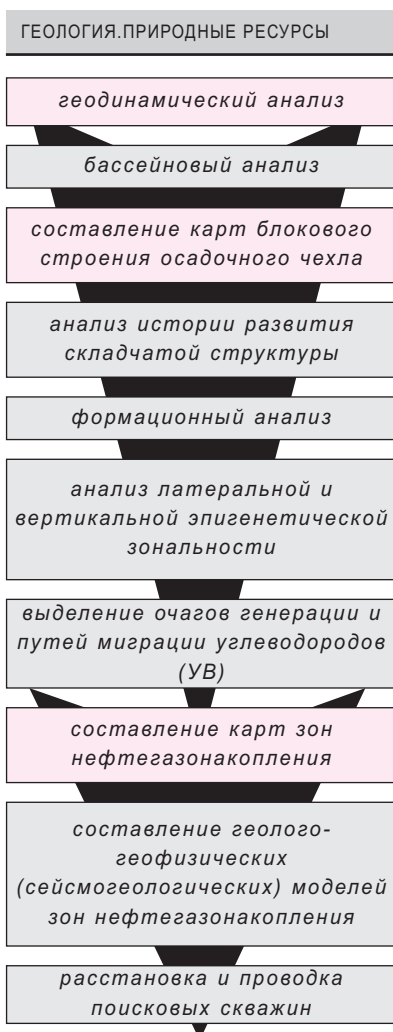 ГЕОЛОГИЯ.ПРИРОДНЫЕ РЕСУРСЫ
геодинамический анализ
бассейновый анализ
составление карт блокового
строения осадочного чехла
анализ истории развития
складчатой структуры
формационный анализ
анализ латеральной и
вертикальной эпигенетической
зональности
выделение очагов генерации и
путей миграции углеводородов
(УВ)
составление карт зон
нефтегазонакопления
составление геолого-
геофизических
(сейсмогеологических) моделей
зон нефтегазонакопления
расстановка и проводка
поисковых скважин